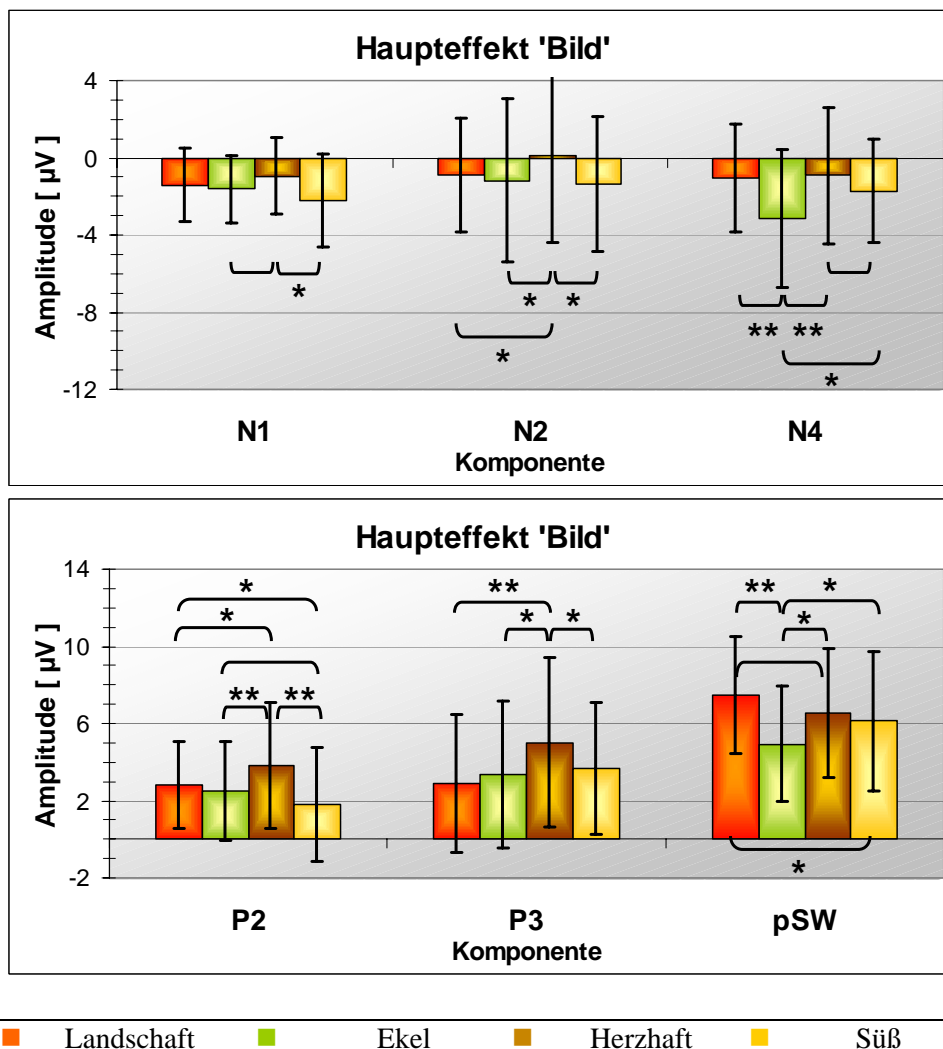 Haupteffekt 'Bild'
4
0
-4
-8
-12
Amplitude [ µV ]
*
* *
*
** **
*
N1 N2 N4
Komponente
Haupteffekt 'Bild'
14
10
6
2
-2
Amplitude [ µV ]
*
*
** **
**
* *
** *
*
*
P2 P3 pSW
Komponente
Landschaft Ekel Herzhaft Süß